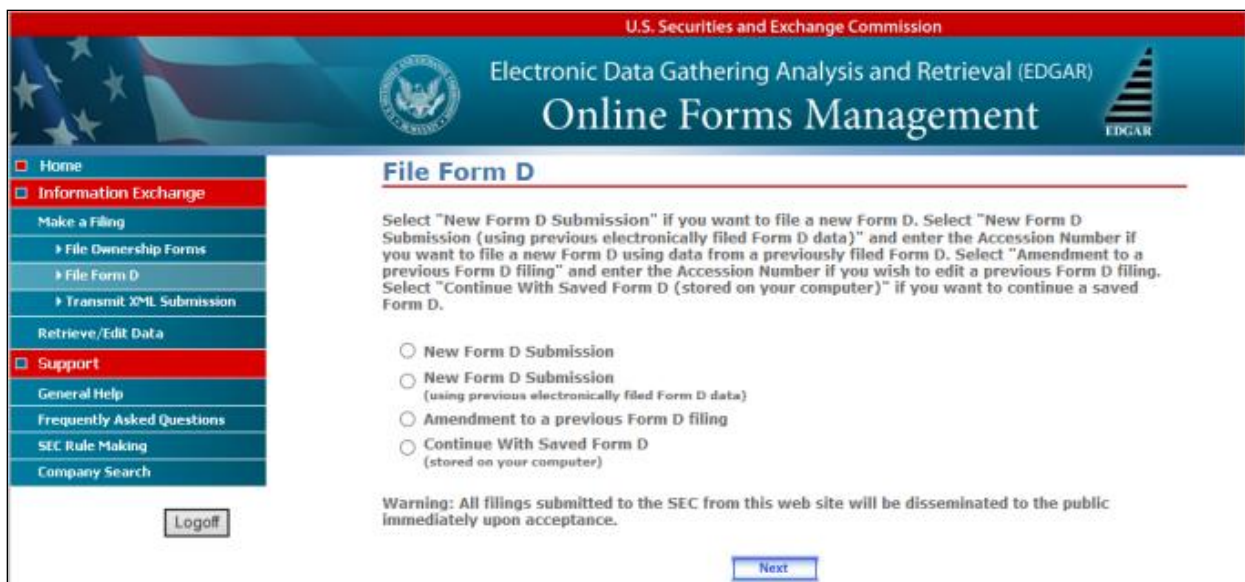 U.S. Securities and Exchange Commission
Electronic Data Gathering Analysis and Retrieval (EDGAR)
Online Forms Management
EDGAR
Home
Information Exchange
Make a Filing
File Ownership Forms
File Form D
Transmit XML Submission
Retrieve/Edit Data
Support
General Help
Frequently Asked Questions
SEC Rule Making
Company Search
Logoff
File Form D
Select "New Form D Submission" if you want to file a new Form D. Select "New Form D
Submission (using previous electronically filed Form D data)" and enter the Accession Number if
you want to file a new Form D using data from a previously filed Form D. Select "Amendment to a
previous Form D filing" and enter the Accession Number if you wish to edit a previous Form D filing.
Select "Continue With Saved Form D (stored on your computer)" if you want to continue a saved
Form D.
New Form D Submission
New Form D Submission
(using previous electronically filed Form D data)
Amendment to a previous Form D filing
Continue With Saved Form D
(stored on your computer)
Warning: All filings submitted to the SEC from this web site will be disseminated to the public
immediately upon acceptance.
Next